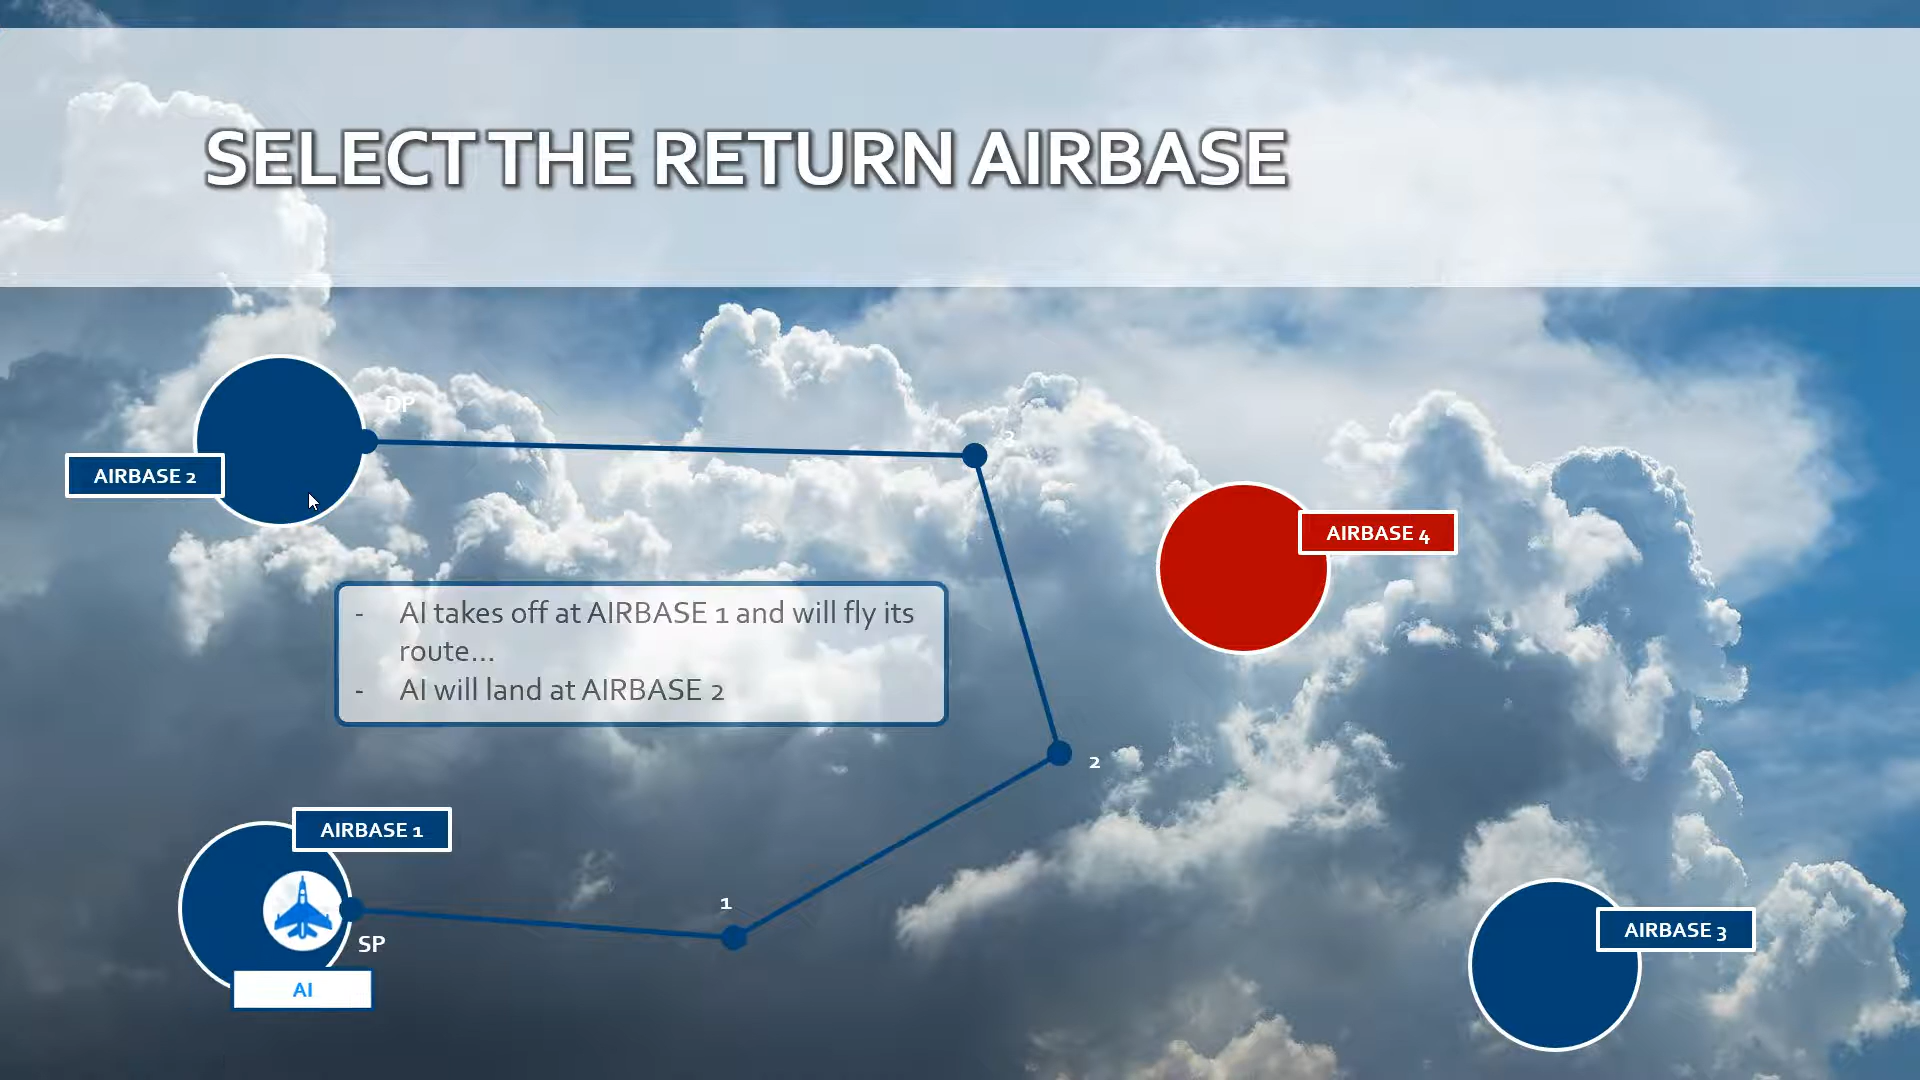 SELECT THE RETURN AIRBASE
DP
3
AIRBASE 2
AIRBASE 4
- AI takes off at AIRBASE 1 and will fly its
route...
- AI will land at AIRBASE 2
2
AIRBASE 1
1
SP
AIRBASE 3
AI